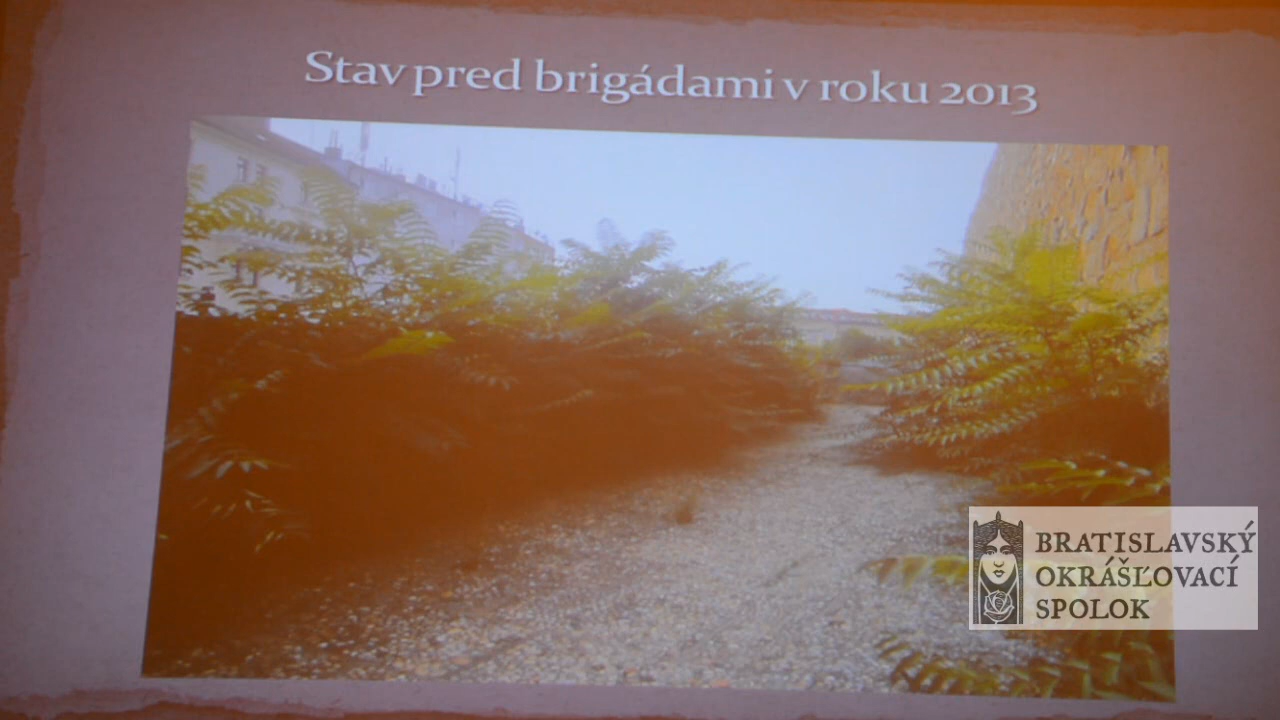 Stav pred brigádami v roku 2013
BRATISLAVSKÝ
OKRÁŠĽOVACÍ
SPOLOK